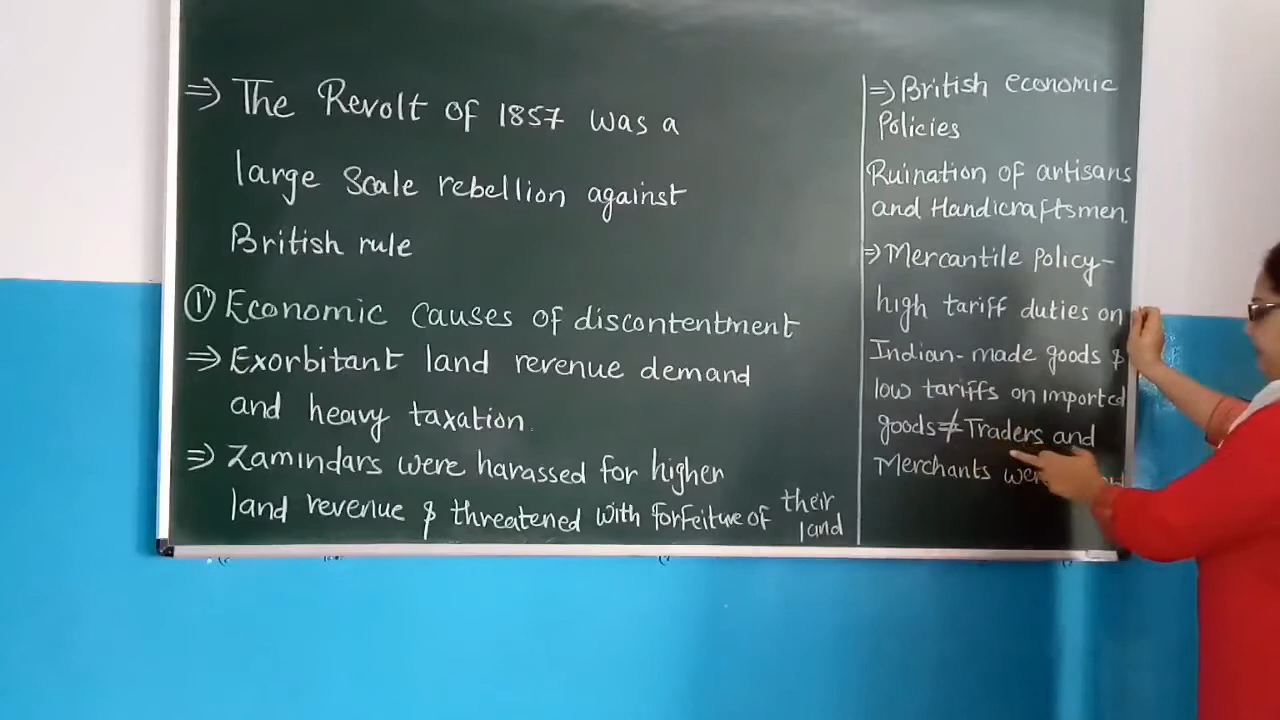 ⇒ The Revolt of 1857 was a
large scale rebellion against
British rule
① Economic causes of discontentment
⇒ Exorbitant land revenue demand
and heavy taxation.
⇒ Zamindars were harassed for higher
land revenue & threatened with forfeiture of their
land
⇒ British economic
Policies
Ruination of artisans
and Handicraftsmen.
⇒ Mercantile Policy-
high tariff duties on
Indian-made goods &
low tariffs on imported
goods ⇒ Traders and
Merchants